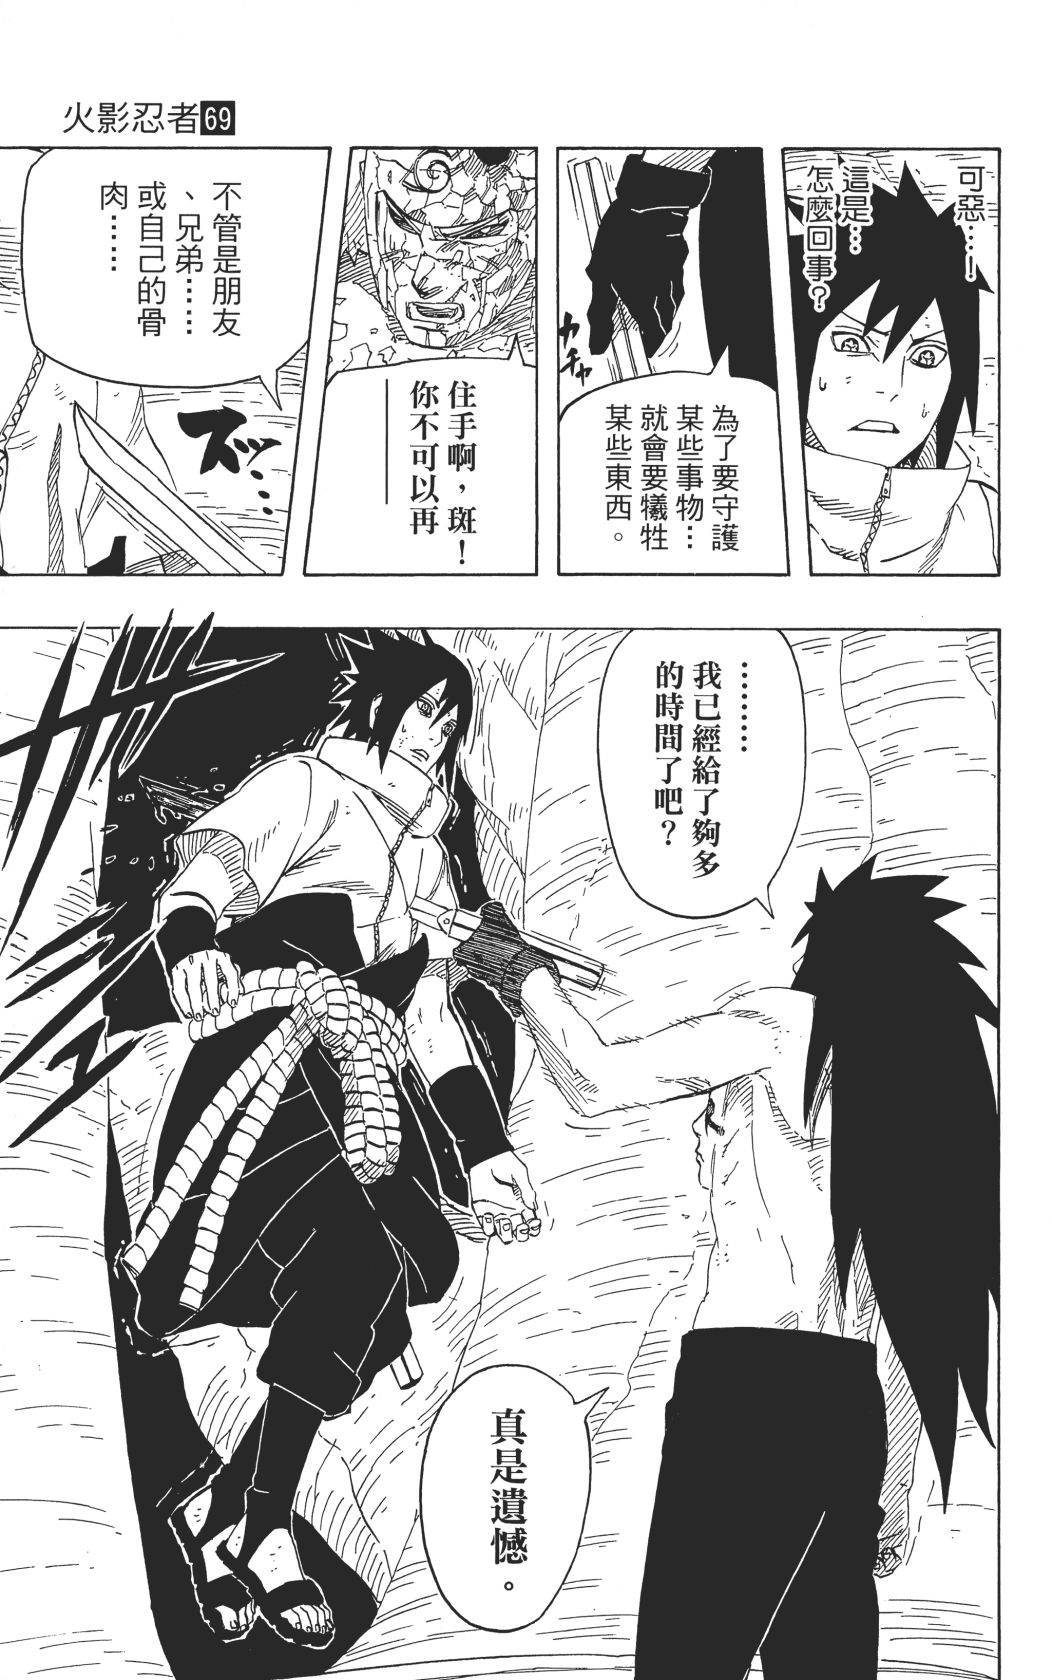 火影忍者69
可惡⋯!
這是⋯
怎麼回事?
為了要守護
某些事物⋯
就會要犧牲
某些東西。
カチャ
住手啊，斑!
你不可以再
——
不管是朋友
、兄弟⋯⋯
或自己的骨
肉⋯⋯
ズッ⋯
⋯⋯⋯
我已經給了夠多
的時間了吧?
真是遺憾。